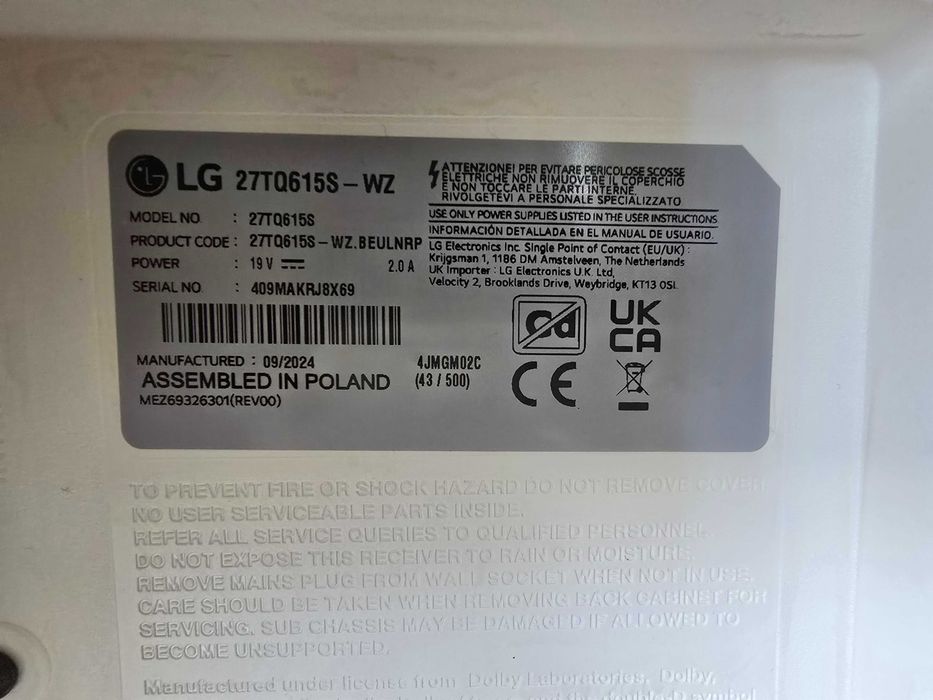 LG 27TQ615S-WZ
MODEL NO : 27TQ615S
PRODUCT CODE : 27TQ615S-WZ.BEULNRP
POWER : 19V 2.0 A
SERIAL NO : 409MAKRJ8X69
MANUFACTURED : 09/2024 4JMGM02C
ASSEMBLED IN POLAND (43 / 500)
MEZ69326301(REV00)
ATTENZIONE! PER EVITARE PERICOLOSE SCOSSE
ELETTRICHE NON RIMUOVERE IL COPERCHIO
E NON TOCCARE LE PARTI INTERNE.
RIVOLGETEVI A PERSONALE SPECIALIZZATO
USE ONLY POWER SUPPLIES LISTED IN THE USER INSTRUCTIONS
INFORMACIÓN DETALLADA EN EL MANUAL DE USUARIO.
LG Electronics Inc. Single Point of Contact (EU/UK) :
Krijgsman 1, 1186 DM Amstelveen, The Netherlands
UK Importer : LG Electronics U.K. Ltd,
Velocity 2, Brooklands Drive, Weybridge, KT13 0SL
Cd
UK
CA
CE
TO PREVENT FIRE OR SHOCK HAZARD DO NOT REMOVE COVER.
NO USER SERVICEABLE PARTS INSIDE.
REFER ALL SERVICE QUERIES TO QUALIFIED PERSONNEL.
DO NOT EXPOSE THIS RECEIVER TO RAIN OR MOISTURE.
REMOVE MAINS PLUG FROM WALL SOCKET WHEN NOT IN USE.
CARE SHOULD BE TAKEN WHEN REMOVING BACK CABINET FOR
SERVICING. SUB CHASSIS MAY BE DAMAGED IF ALLOWED TO
BECOME UNSUPPORTED.
Manufactured under license from Dolby Laboratories. Dolby,
the double-D symbol